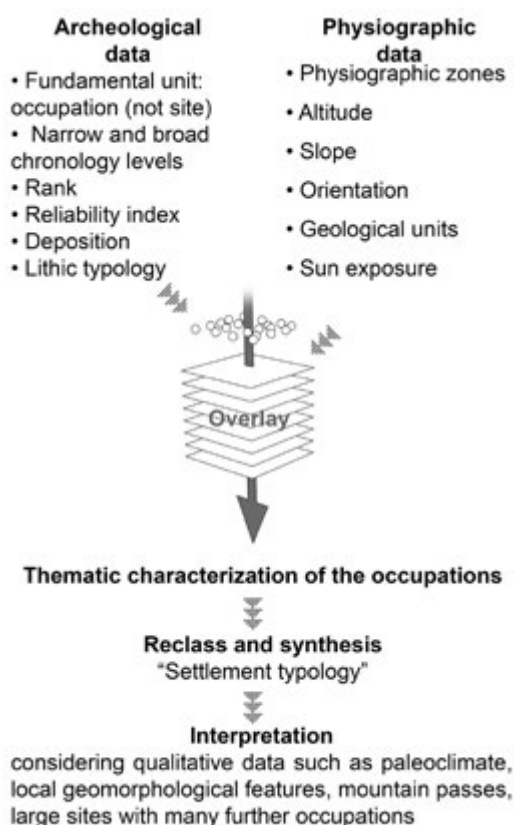 Archeological
data
• Fundamental unit:
occupation (not site)
• Narrow and broad
chronology levels
• Rank
• Reliability index
• Deposition
• Lithic typology
Physiographic
data
• Physiographic zones
• Altitude
• Slope
• Orientation
• Geological units
• Sun exposure
Overlay
Thematic characterization of the occupations
Reclass and synthesis
“Settlement typology”
Interpretation
considering qualitative data such as paleoclimate,
local geomorphological features, mountain passes,
large sites with many further occupations